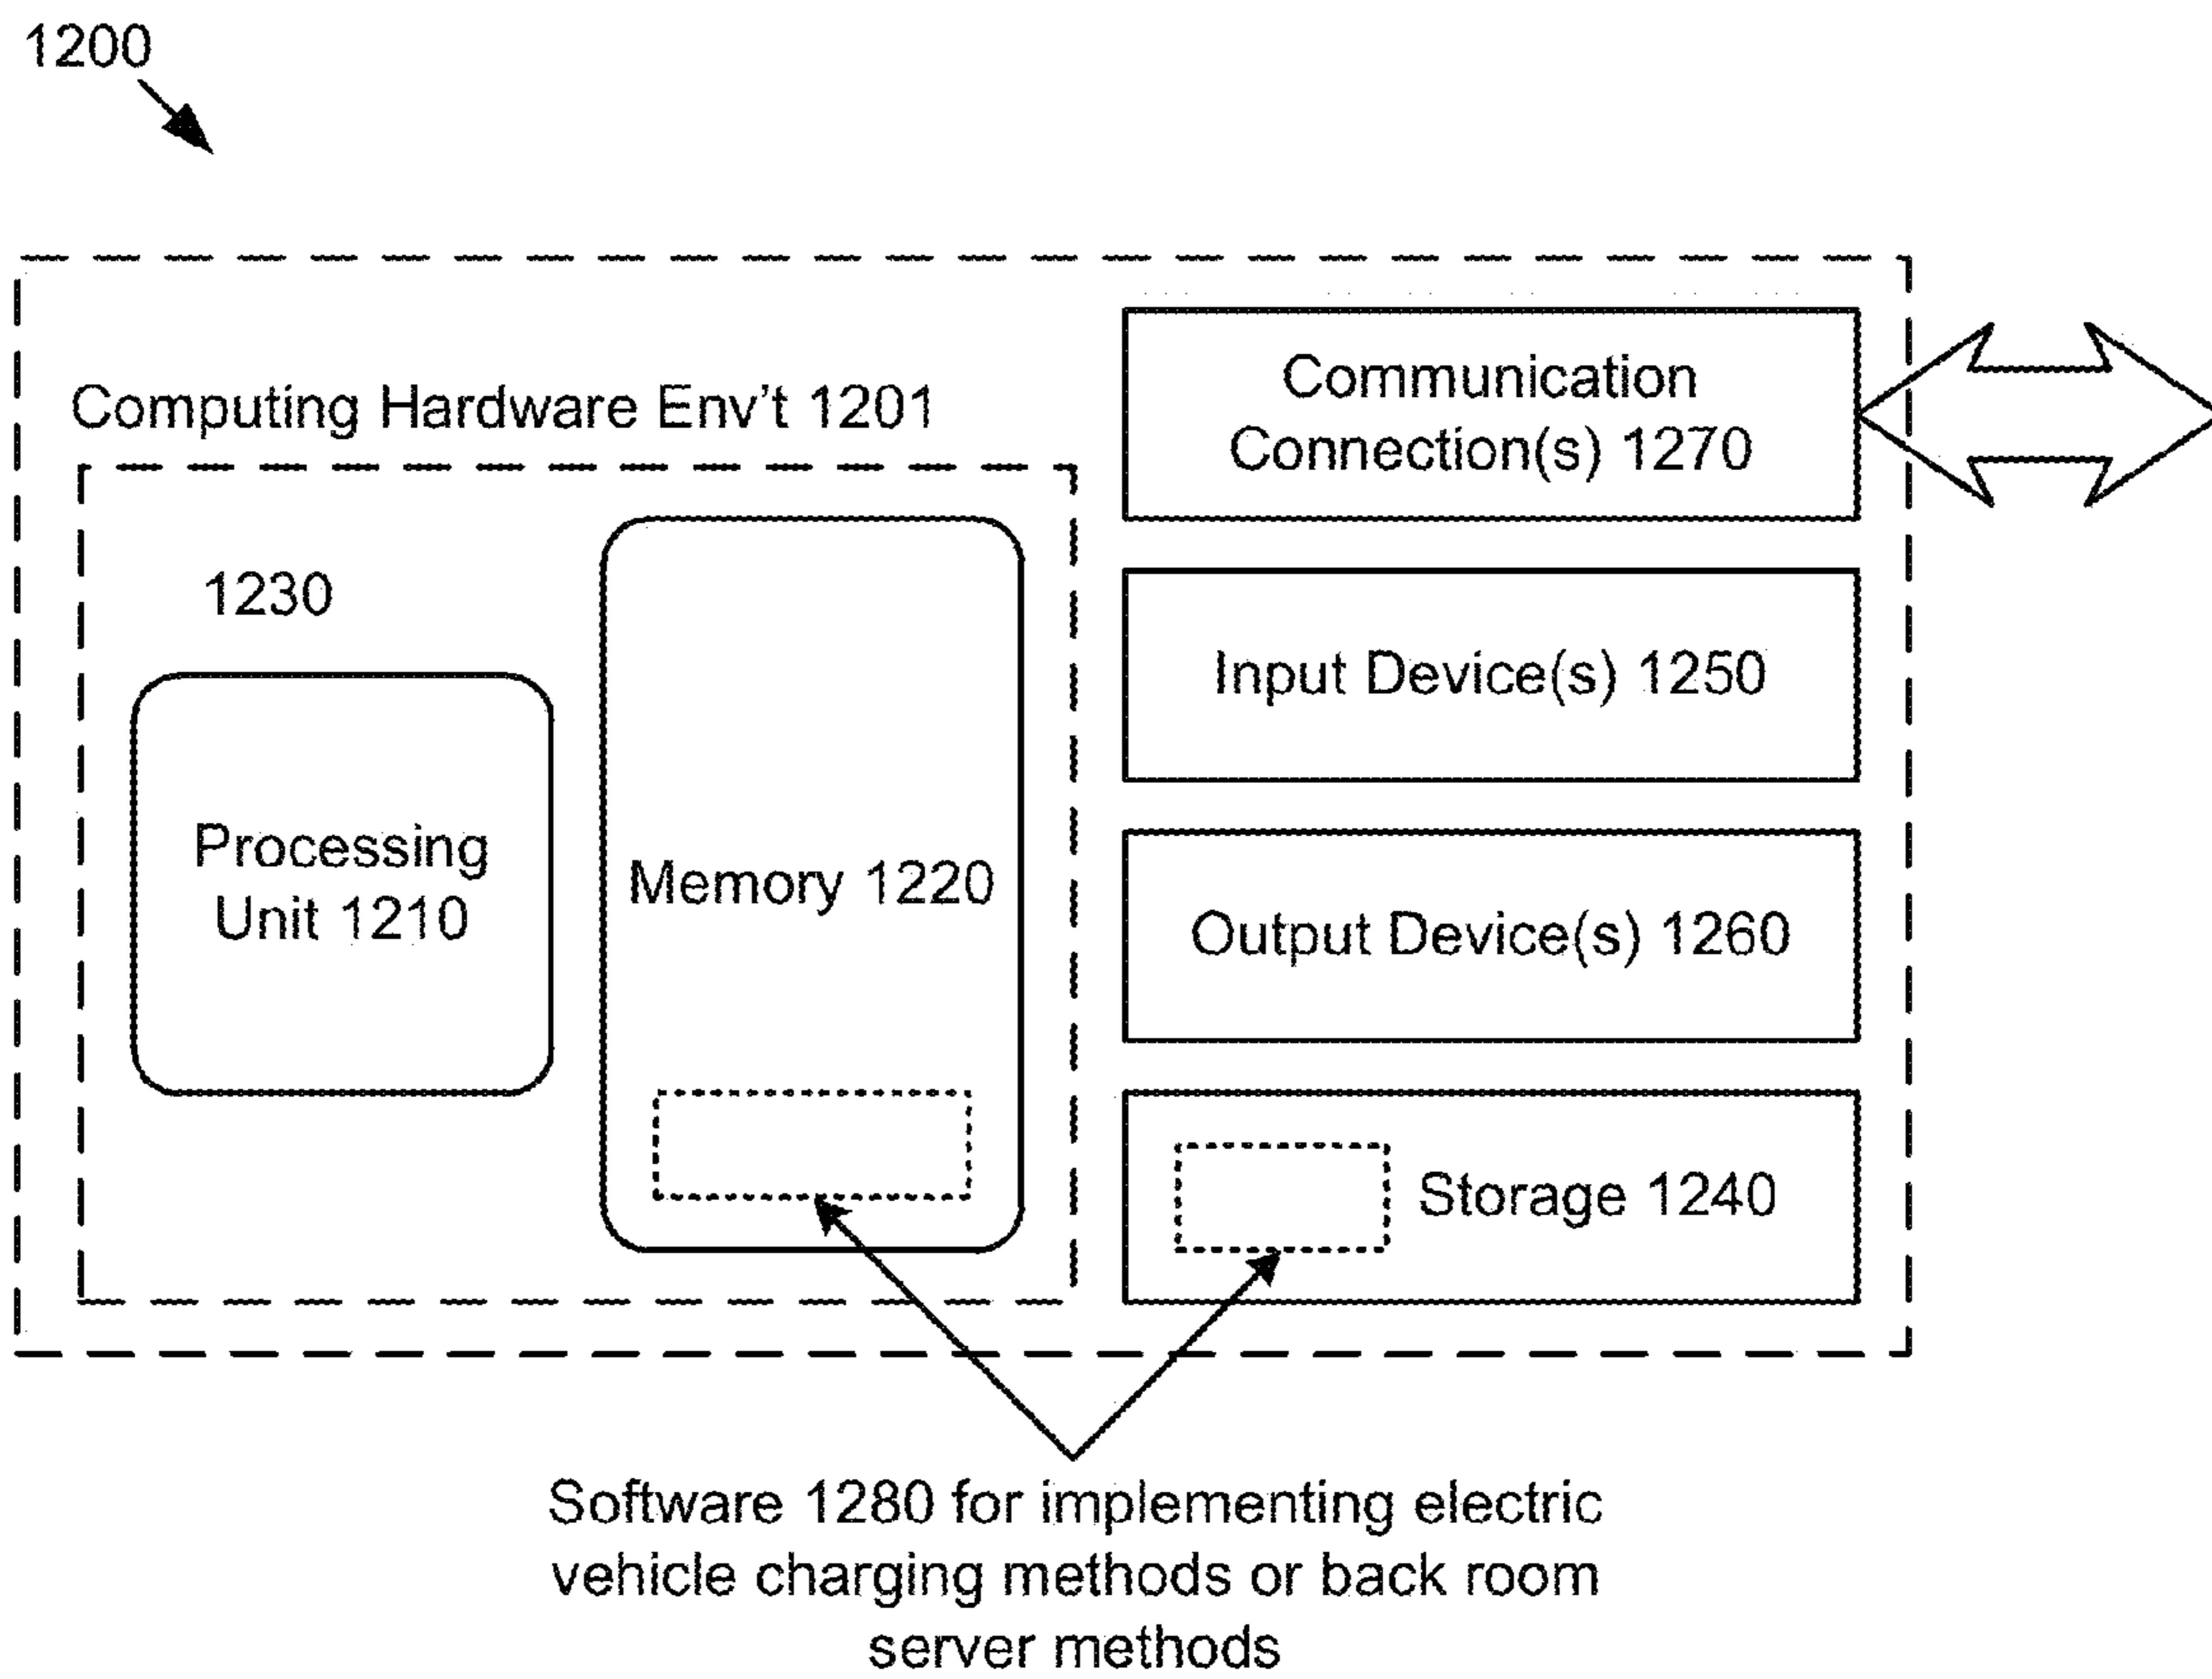 1200
Computing Hardware Env't 1201
1230
Processing
Unit 1210
Memory 1220
Communication
Connection(s) 1270
Input Device(s) 1250
Output Device(s) 1260
Storage 1240
Software 1280 for implementing electric
vehicle charging methods or back room
server methods